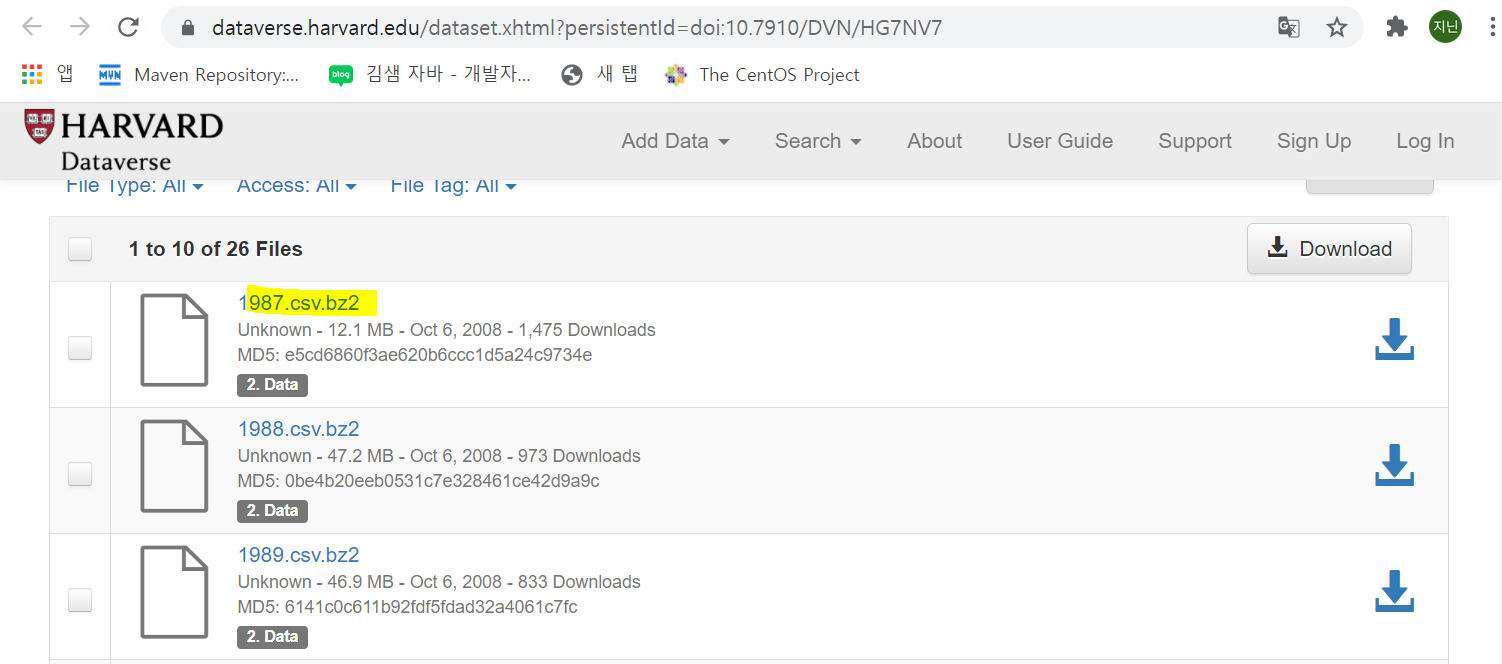 dataverse.harvard.edu/dataset.xhtml?persistentId=doi:10.7910/DVN/HG7NV7
지닌
앱 MVN Maven Repository:... blog 김샘 자바 - 개발자... 새 탭 The CentOS Project
HARVARD
Dataverse
Add Data Search About User Guide Support Sign Up Log In
File Type: All Access: All File Tag: All
1 to 10 of 26 Files
Download
1987.csv.bz2
Unknown - 12.1 MB - Oct 6, 2008 - 1,475 Downloads
MD5: e5cd6860f3ae620b6ccc1d5a24c9734e
2. Data
1988.csv.bz2
Unknown - 47.2 MB - Oct 6, 2008 - 973 Downloads
MD5: 0be4b20eeb0531c7e328461ce42d9a9c
2. Data
1989.csv.bz2
Unknown - 46.9 MB - Oct 6, 2008 - 833 Downloads
MD5: 6141c0c611b92fdf5fdad32a4061c7fc
2. Data